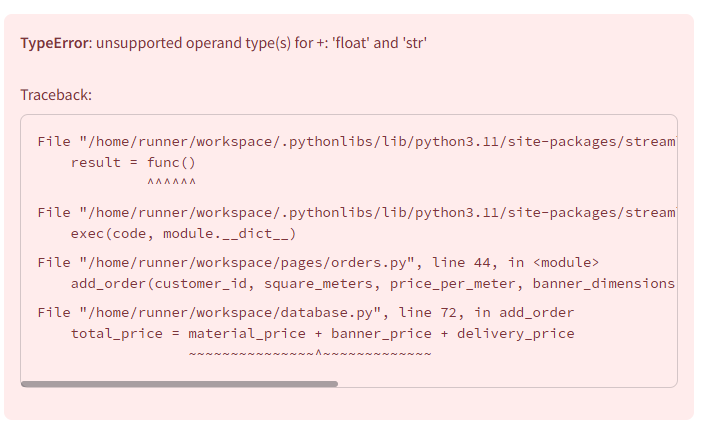 TypeError: unsupported operand type(s) for +: 'float' and 'str'
Traceback:
File "/home/runner/workspace/.pythonlibs/lib/python3.11/site-packages/stream
result = func()
^^^^^^
File "/home/runner/workspace/.pythonlibs/lib/python3.11/site-packages/stream
exec(code, module.__dict__)
File "/home/runner/workspace/pages/orders.py", line 44, in <module>
add_order(customer_id, square_meters, price_per_meter, banner_dimensions
File "/home/runner/workspace/database.py", line 72, in add_order
total_price = material_price + banner_price + delivery_price
~~~~~~~~~~~~~~~^~~~~~~~~~~~~~